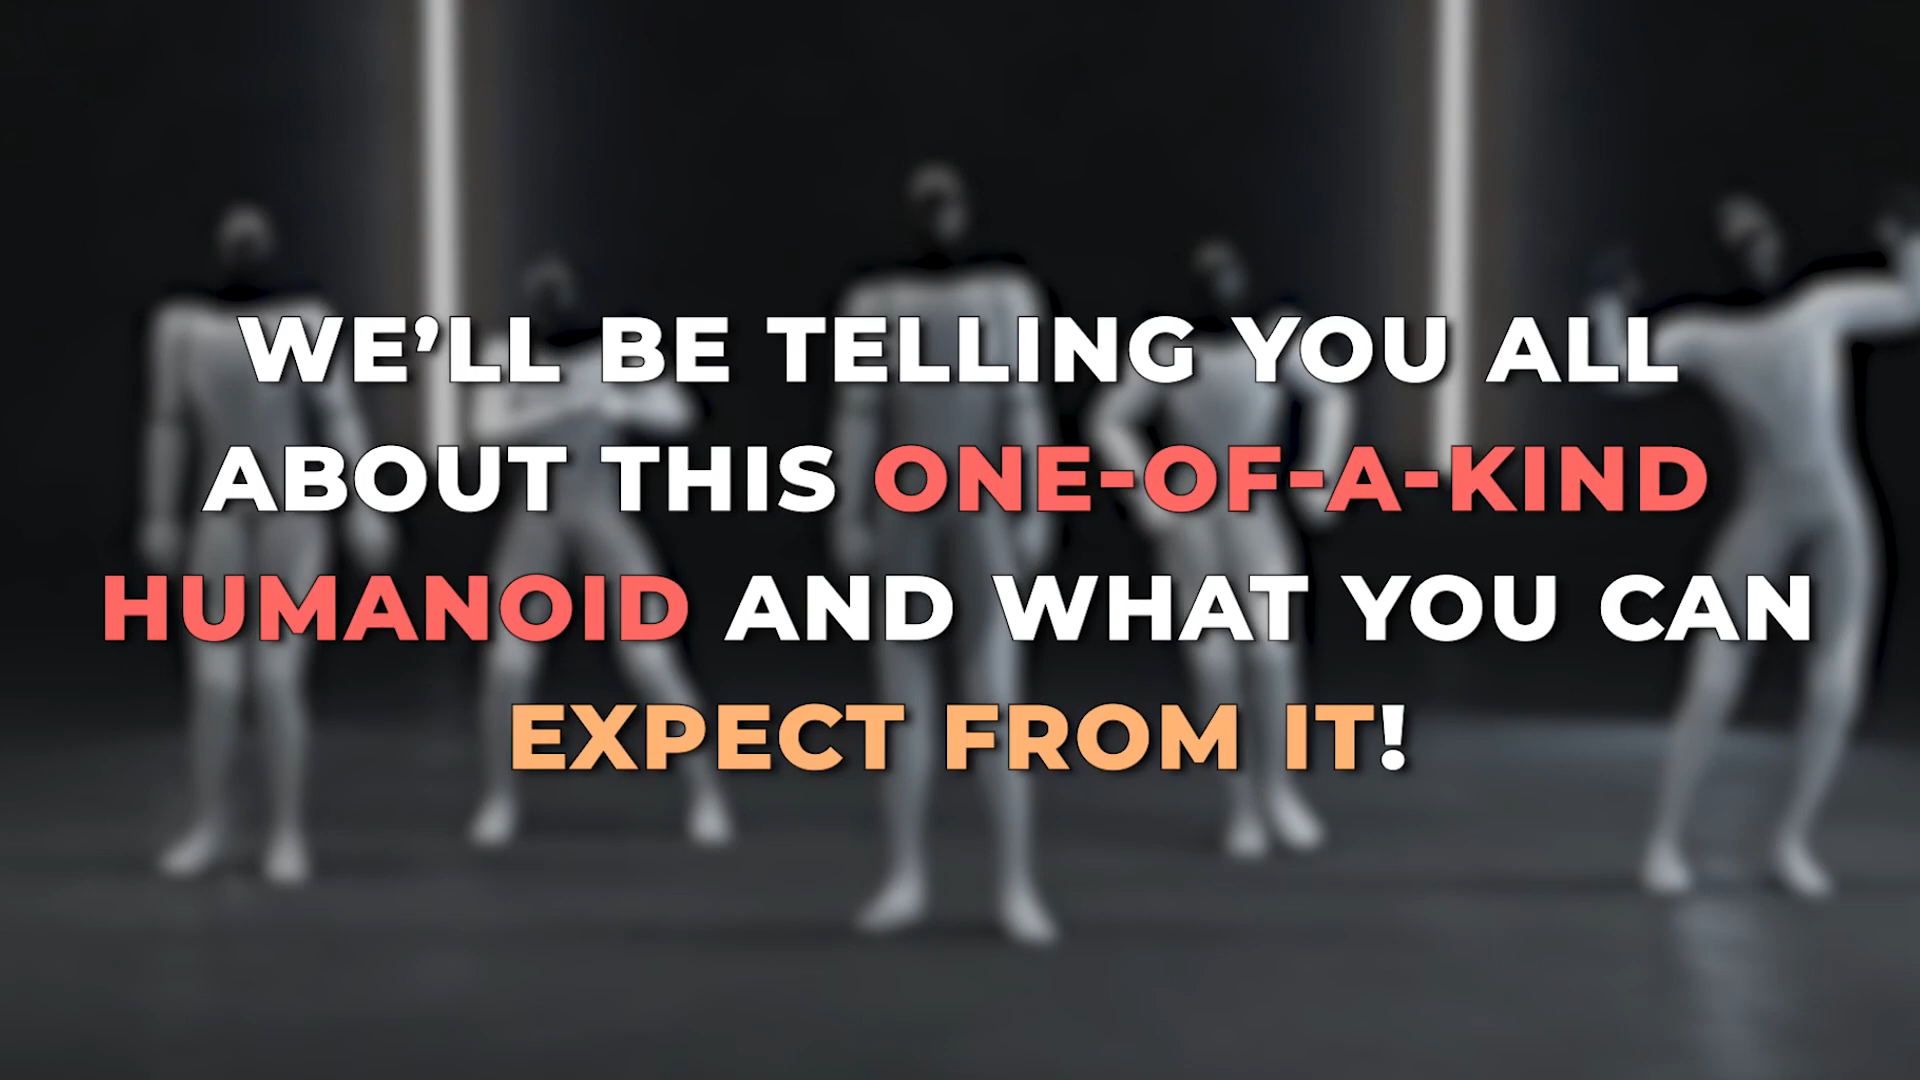 WE’LL BE TELLING YOU ALL
ABOUT THIS ONE-OF-A-KIND
HUMANOID AND WHAT YOU CAN
EXPECT FROM IT!